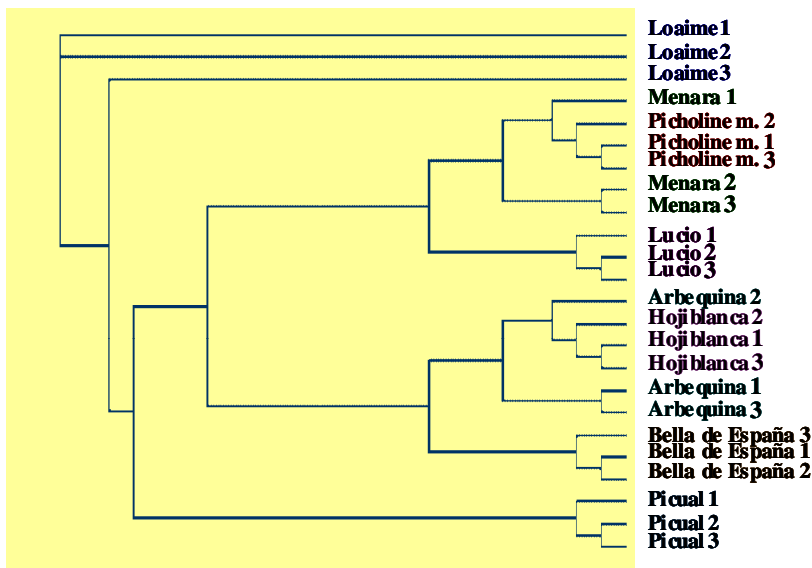 Loaime1
Loaime2
Loaime3
Menara 1
Picholine m. 2
Picholine m. 1
Picholine m. 3
Menara 2
Menara 3
Lucio 1
Lucio 2
Lucio 3
Arbequina 2
Hojiblanca 2
Hojiblanca 1
Hojiblanca 3
Arbequina 1
Arbequina 3
Bella de España 3
Bella de España 1
Bella de España 2
Picual 1
Picual 2
Picual 3